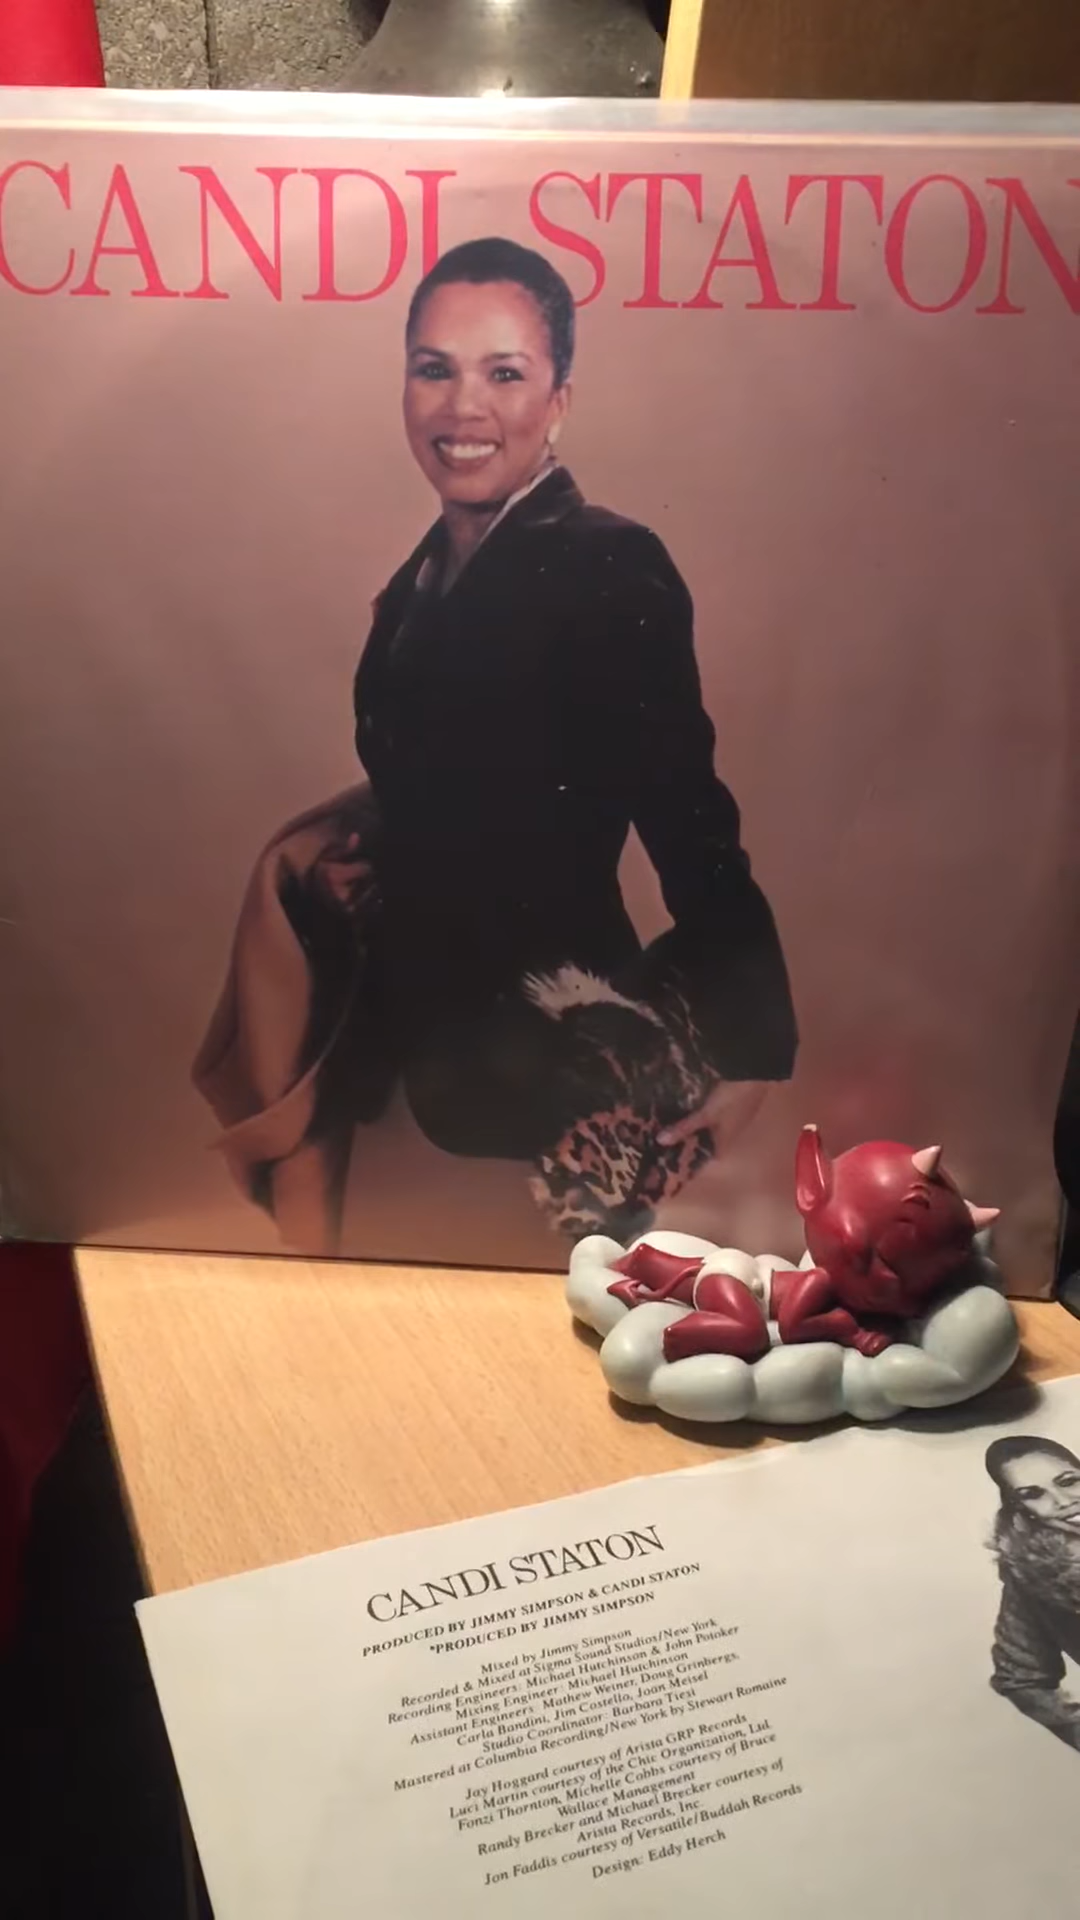 CANDI STATON
CANDI STATON
PRODUCED BY JIMMY SIMPSON & CANDI STATON
*PRODUCED BY JIMMY SIMPSON
Mixed by Jimmy Simpson
Recorded & Mixed at Sigma Sound Studios/New York
Recording Engineers: Michael Hutchinson & John Potoker
Mixing Engineer: Michael Hutchinson
Assistant Engineers: Mathew Weiner, Doug Grinbergs,
Carla Bandini, Jim Costello, Joan Meisel
Studio Coordinator: Barbara Tiesi
Mastered at Columbia Recording/New York by Stewart Romaine
Jay Hoggard courtesy of Arista GRP Records
Luci Martin courtesy of the Chic Organization, Ltd.
Fonzi Thornton, Michelle Cobbs courtesy of Bruce
Wallace Management
Randy Brecker and Michael Brecker courtesy of
Arista Records, Inc.
Jon Faddis courtesy of Versatile/Buddah Records
Design: Eddy Herch